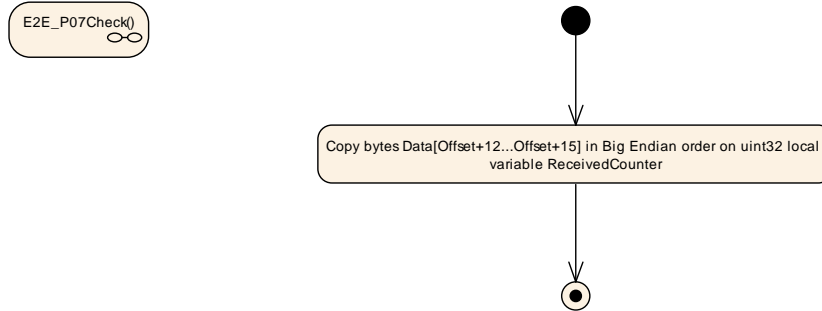 E2E_P07Check()
Copy bytes Data[Offset+12...Offset+15] in Big Endian order on uint32 local
variable ReceivedCounter